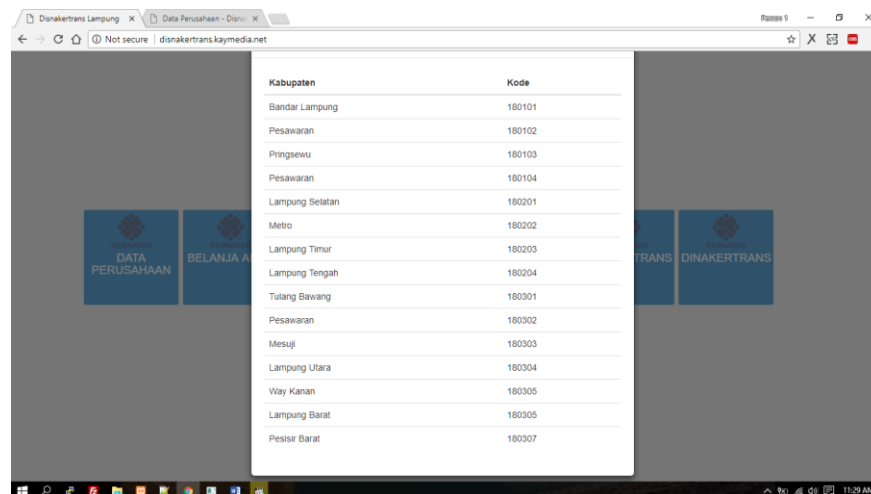 Disnakertrans Lampung
Data Perusahaan - Disna
Not secure | disnakertrans.kaymedia.net
Kabupaten Kode
Bandar Lampung 180101
Pesawaran 180102
Pringsewu 180103
Pesawaran 180104
Lampung Selatan 180201
Metro 180202
Lampung Timur 180203
Lampung Tengah 180204
Tulang Bawang 180301
Pesawaran 180302
Mesuji 180303
Lampung Utara 180304
Way Kanan 180305
Lampung Barat 180305
Pesisir Barat 180307
DATA
PERUSAHAAN
BELANJA A
TRANS
DINAKERTRANS
11:29 AM